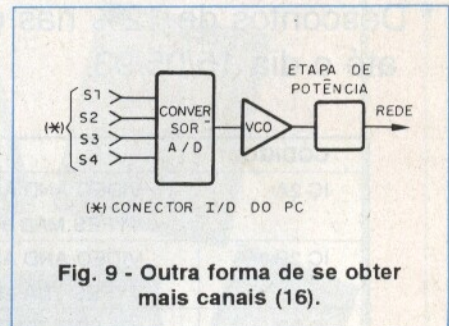 ETAPA DE
POTÊNCIA
REDE
S1
S2
(*)
S3
S4
CONVER
SOR
A/D
VCO
(*) CONECTOR I/D DO PC
Fig. 9 - Outra forma de se obter
mais canais (16).